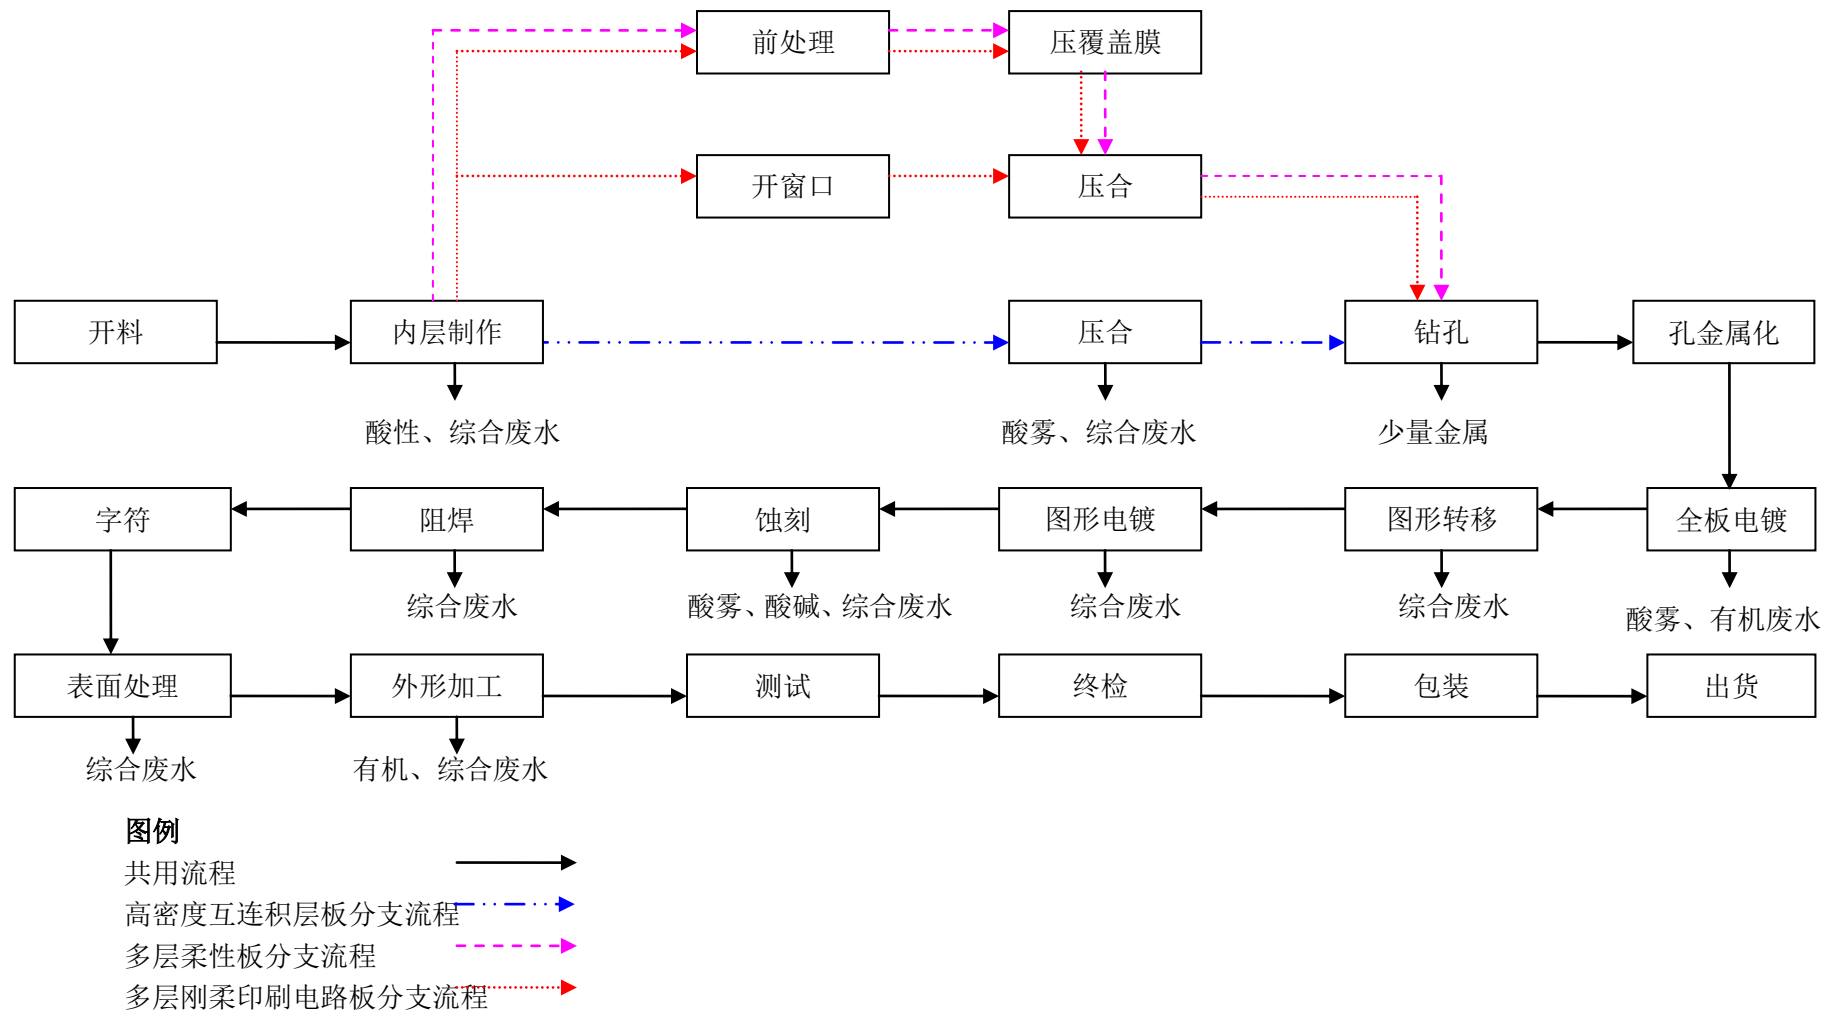 前处理
压覆盖膜
开窗口
压合
开料
内层制作
压合
钻孔
孔金属化
酸性、综合废水
酸雾、综合废水
少量金属
字符
阻焊
蚀刻
图形电镀
图形转移
全板电镀
综合废水
酸雾、酸碱、综合废水
综合废水
综合废水
酸雾、有机废水
表面处理
外形加工
测试
终检
包装
出货
综合废水
有机、综合废水
图例
共用流程
高密度互连积层板分支流程
多层柔性板分支流程
多层刚柔印刷电路板分支流程